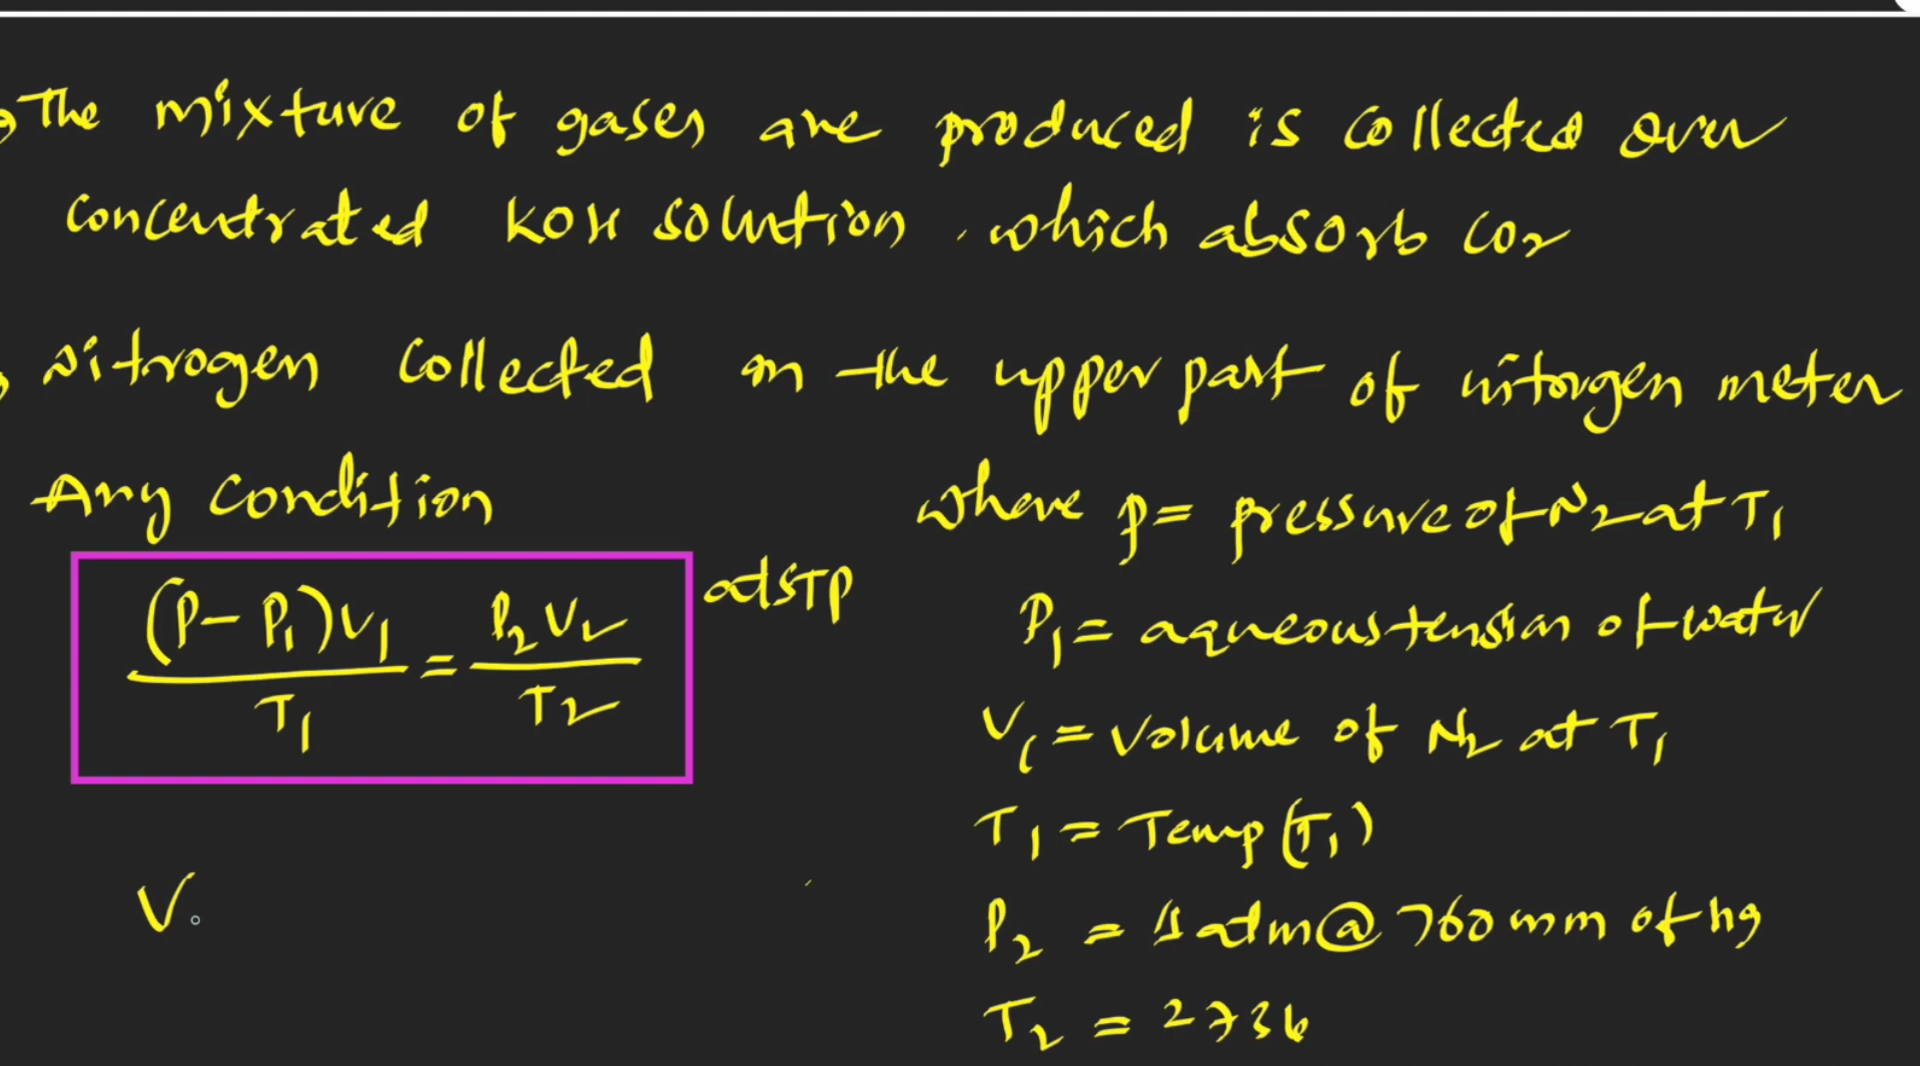 The mixture of gases are produced is collected over
concentrated KOH solution. which absorb CO2
Nitrogen collected in the upper part of nitorgen meter
Any condition
(P - P1)V1 / T1 = P2 V2 / T2
at STP
where P = pressure of N2 at T1
P1 = aqueous tension of water
V1 = volume of N2 at T1
T1 = Temp (T1)
P2 = 1 atm @ 760 mm of hg
T2 = 273k
V